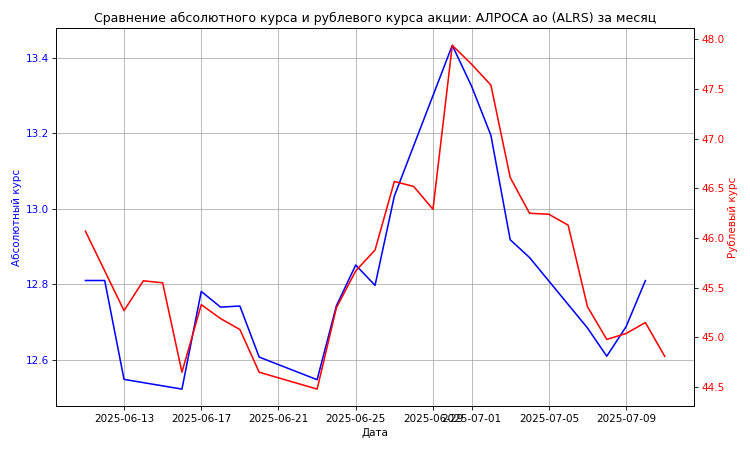 Сравнение абсолютного курса и рублевого курса акции: АЛРОСА ао (ALRS) за месяц
Абсолютный курс
13.4
13.2
13.0
12.8
12.6
48.0
47.5
47.0
46.5
46.0
45.5
45.0
44.5
Рублевый курс
2025-06-13 2025-06-17 2025-06-21 2025-06-25 2025-06-29 2025-07-01 2025-07-05 2025-07-09
Дата